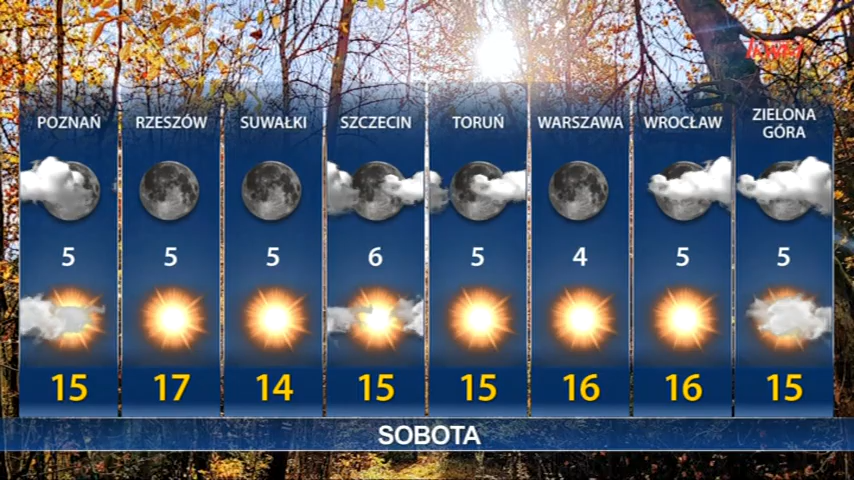 POZNAŃ RZESZÓW SUWAŁKI SZCZECIN TORUŃ WARSZAWA WROCŁAW ZIELONA GÓRA
5 5 5 6 5 4 5 5
15 17 14 15 15 16 16 15
SOBOTA